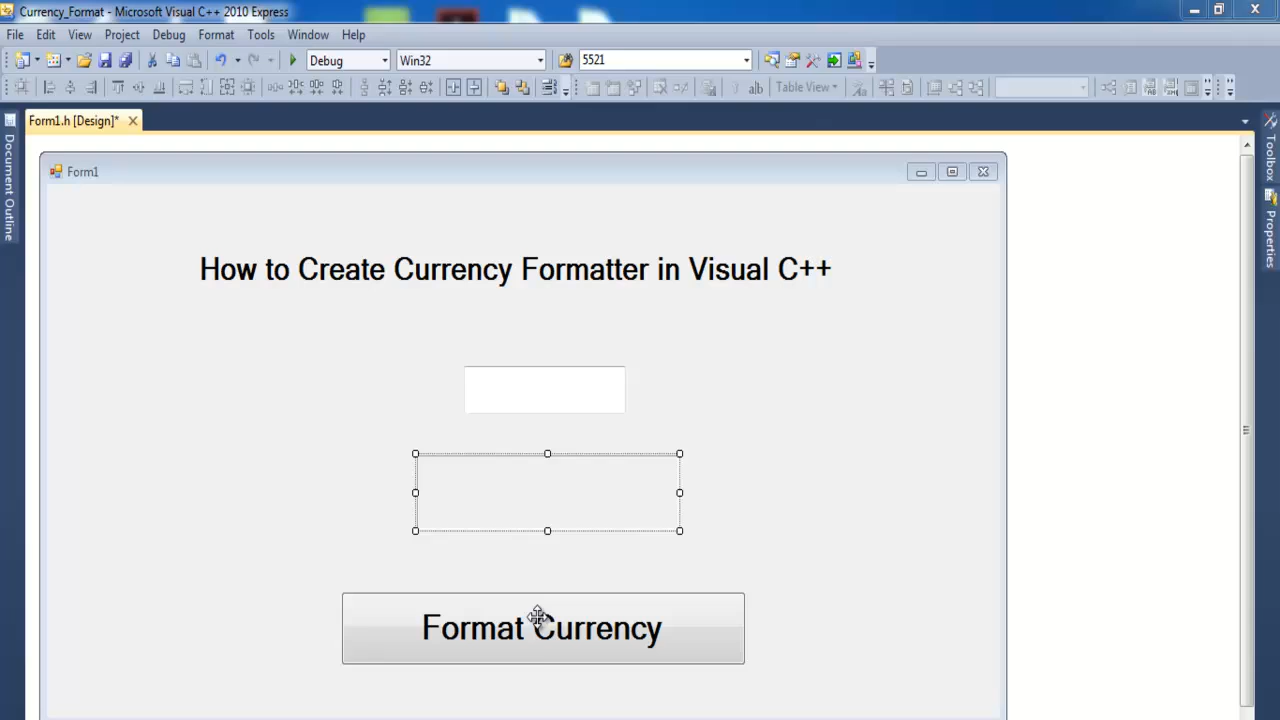 Currency_Format - Microsoft Visual C++ 2010 Express
File Edit View Project Debug Format Tools Window Help
Debug Win32 5521
ab Table View
Form1.h [Design]*
Document Outline
Toolbox
Properties
Form1
How to Create Currency Formatter in Visual C++
Format Currency